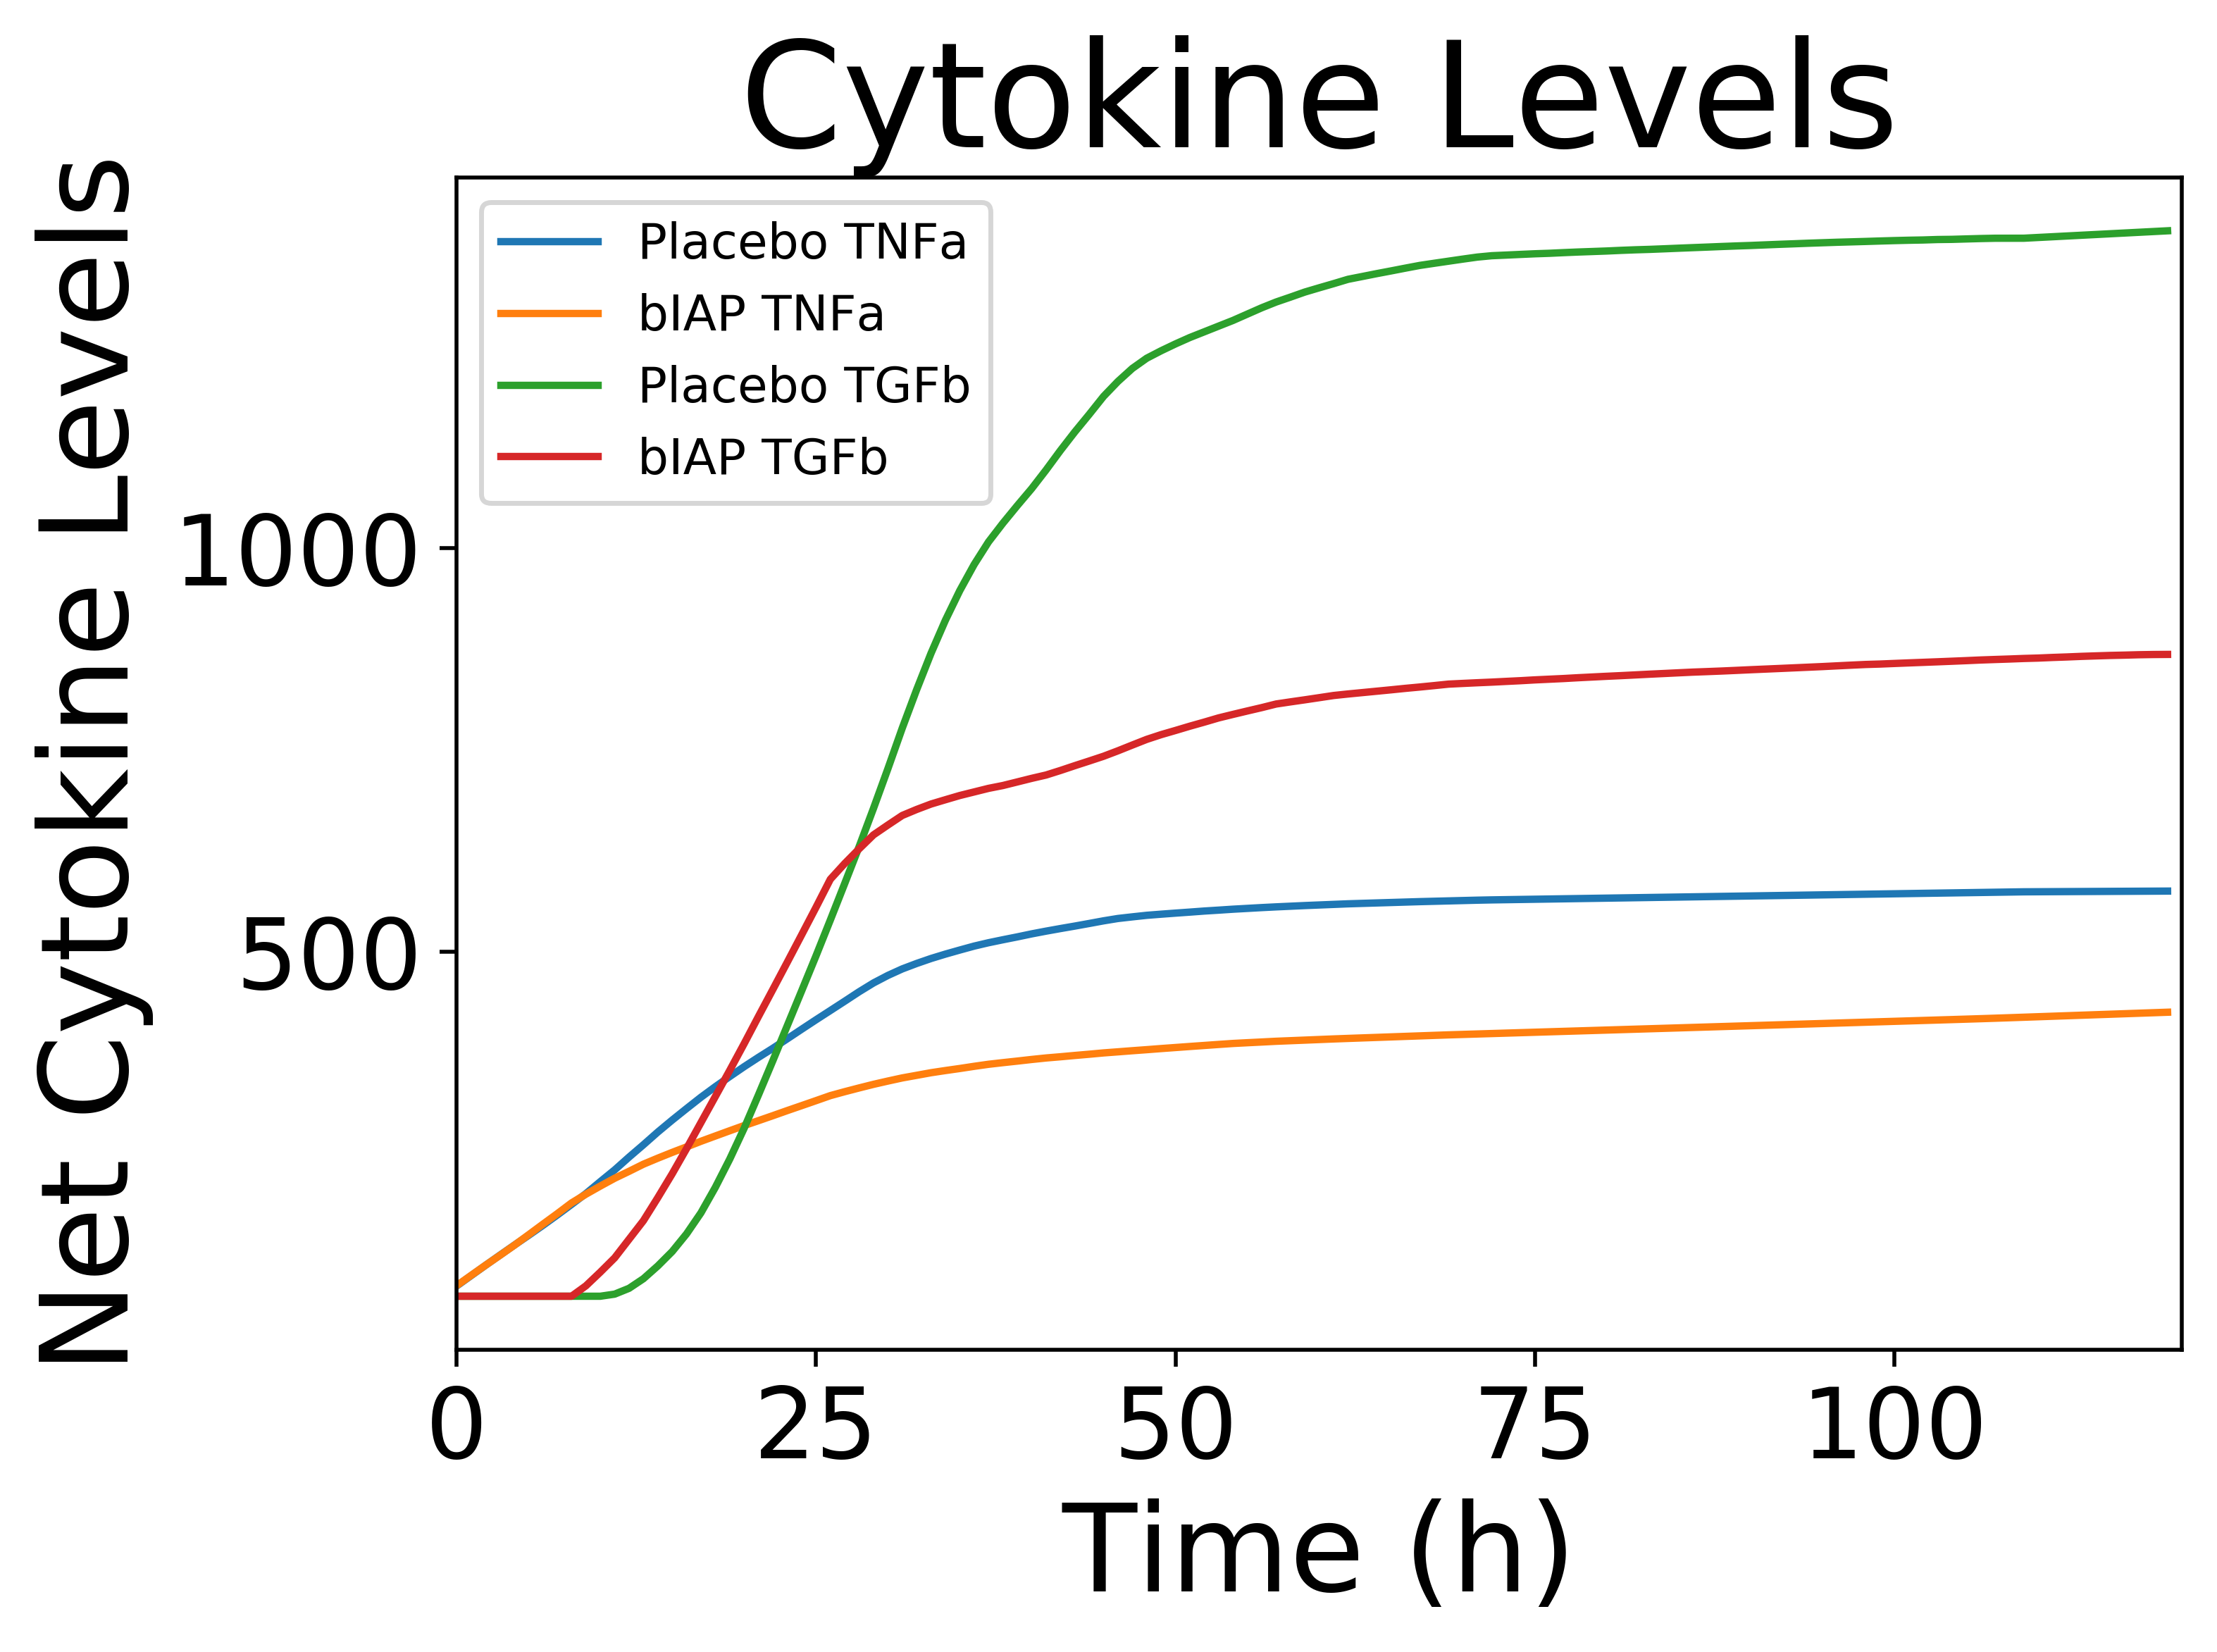 Cytokine Levels
Net Cytokine Levels
Placebo TNFa
bIAP TNFa
Placebo TGFb
bIAP TGFb
1000
500
0 25 50 75 100
Time (h)